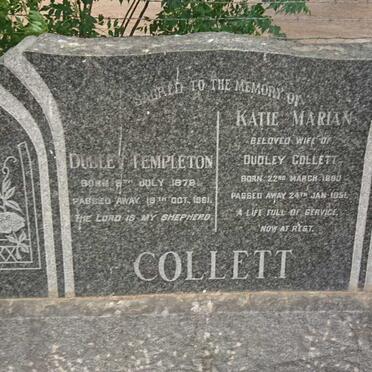 SACRED TO THE MEMORY OF
DUDLEY TEMPLETON
BORN 8TH JULY 1878
PASSED AWAY 19TH OCT. 1961.
THE LORD IS MY SHEPHERD.
KATIE MARIAN
BELOVED WIFE OF
DUDLEY COLLETT.
BORN 22ND MARCH 1880
PASSED AWAY 24TH JAN. 1951.
A LIFE FULL OF SERVICE,
NOW AT REST.
COLLETT